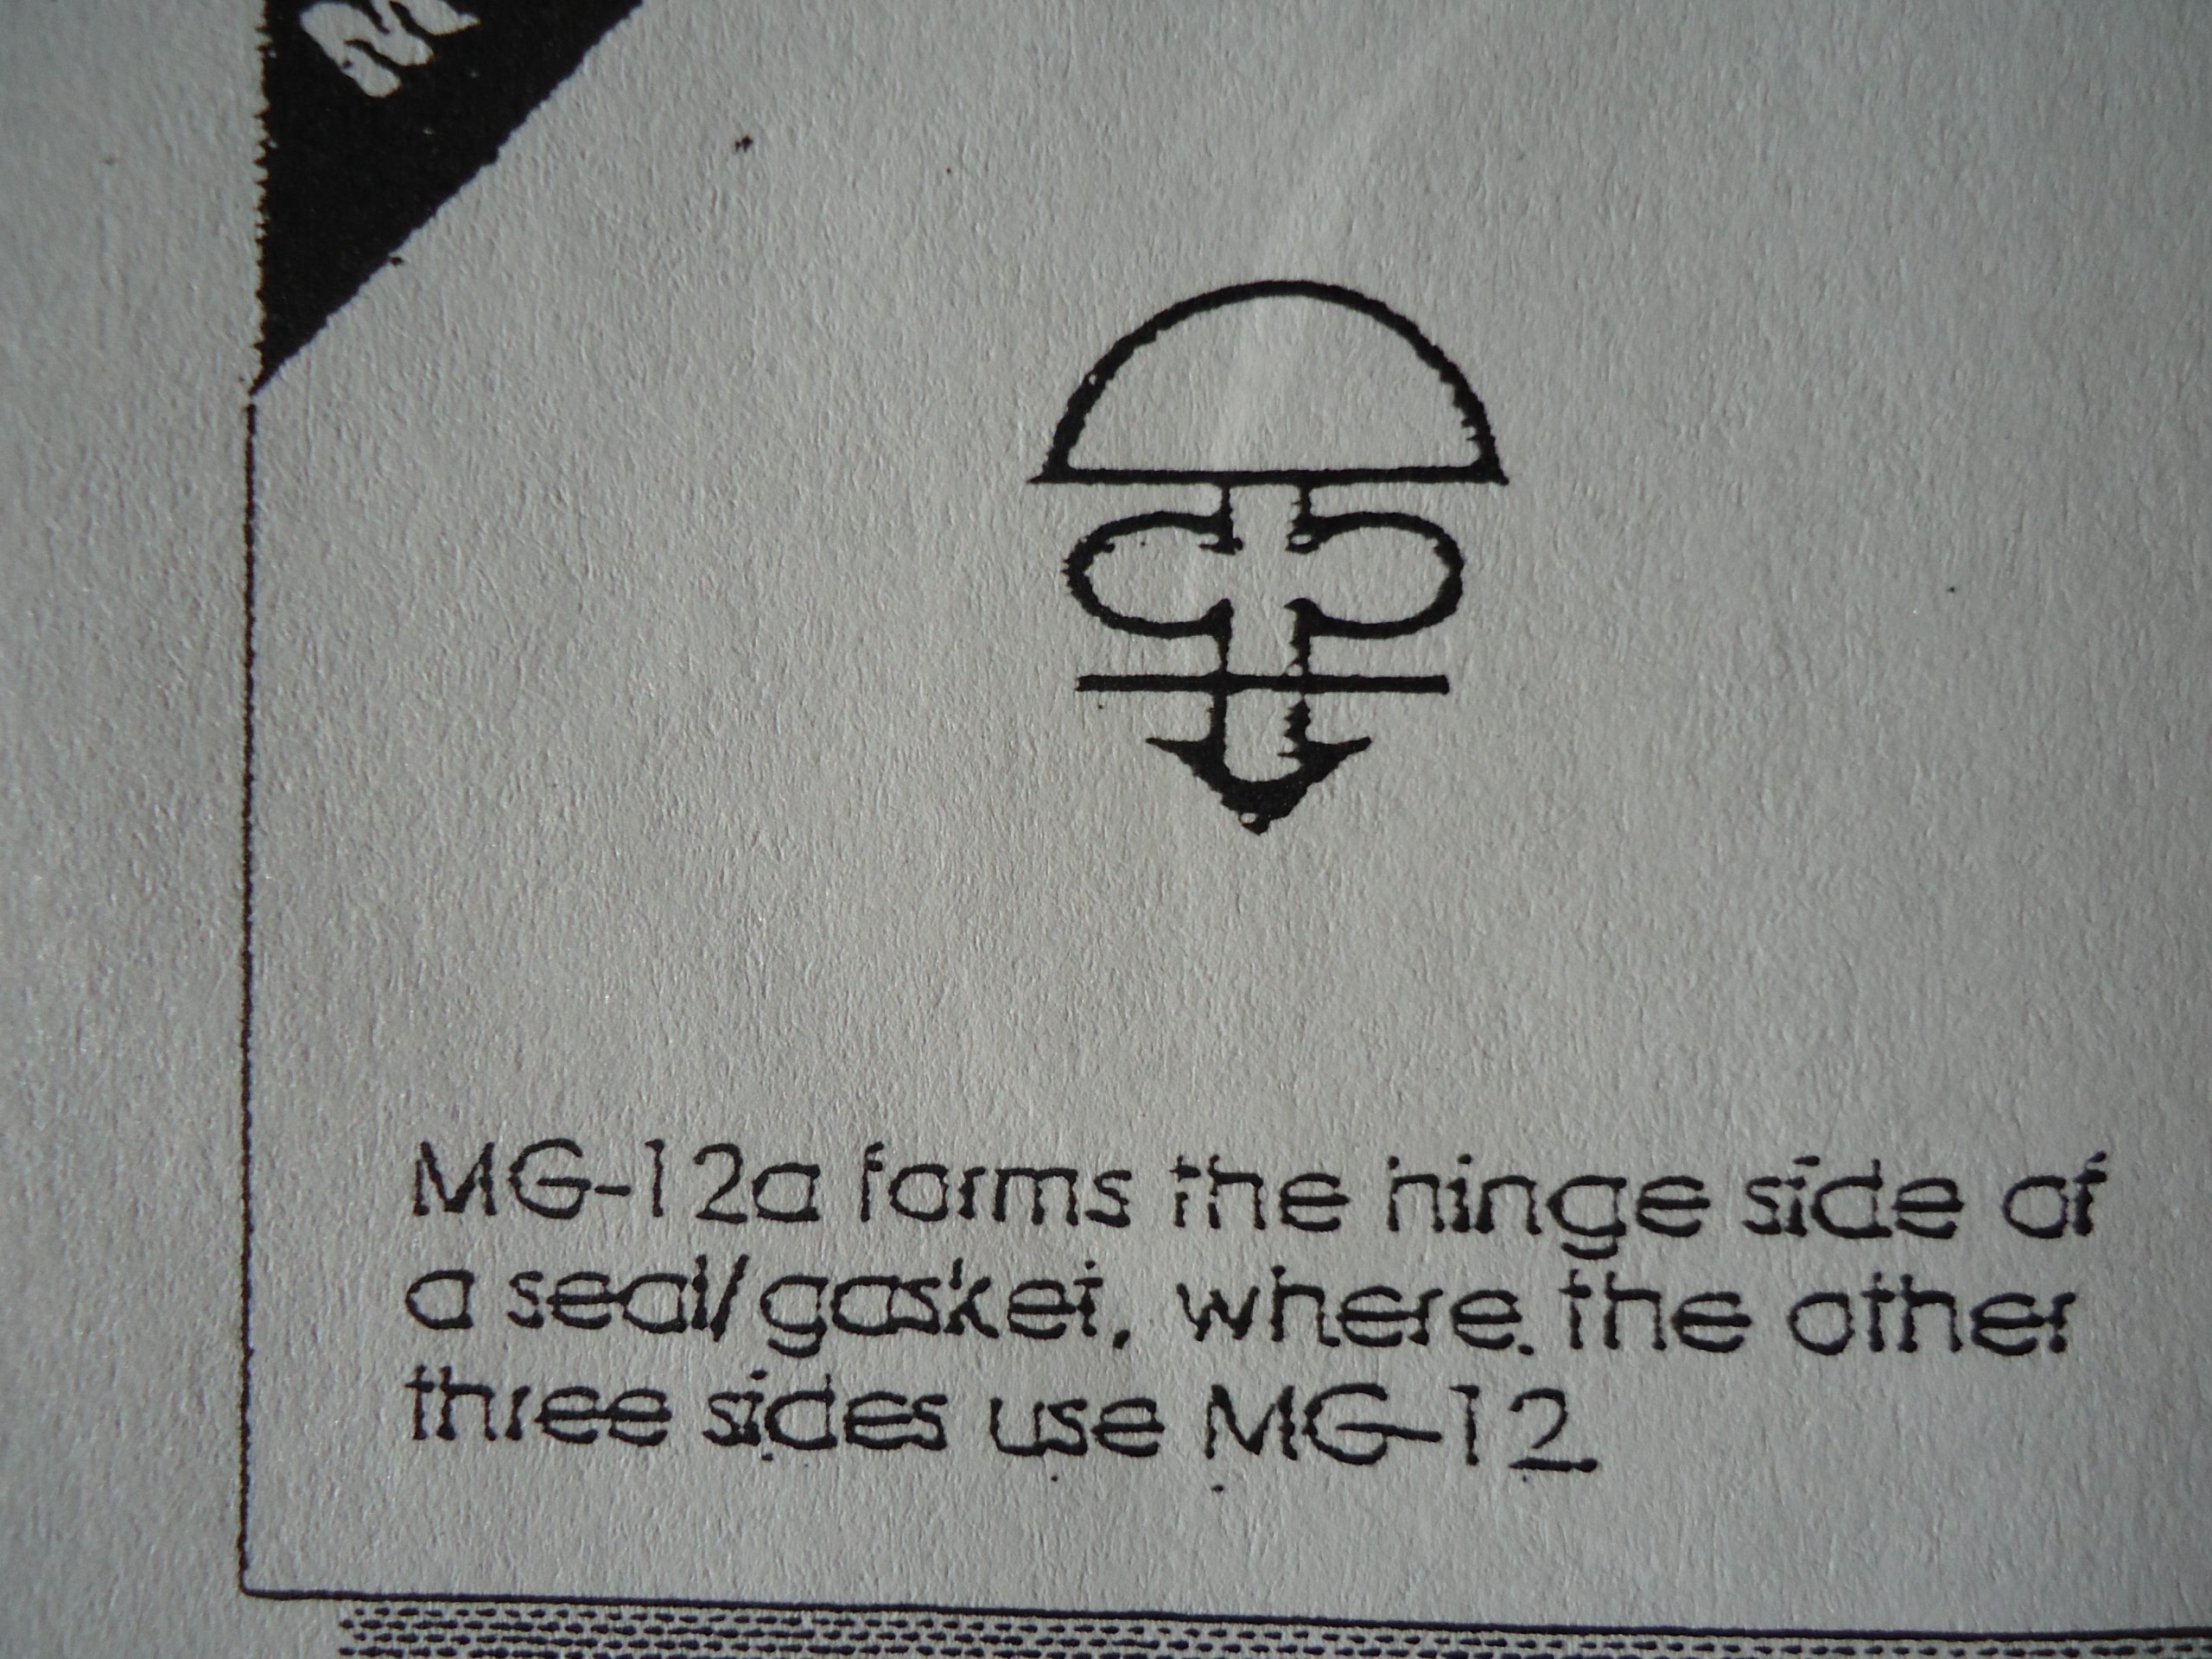 M
MG-12a forms the hinge side of
a seal/gasket, where the other
three sides use MG-12